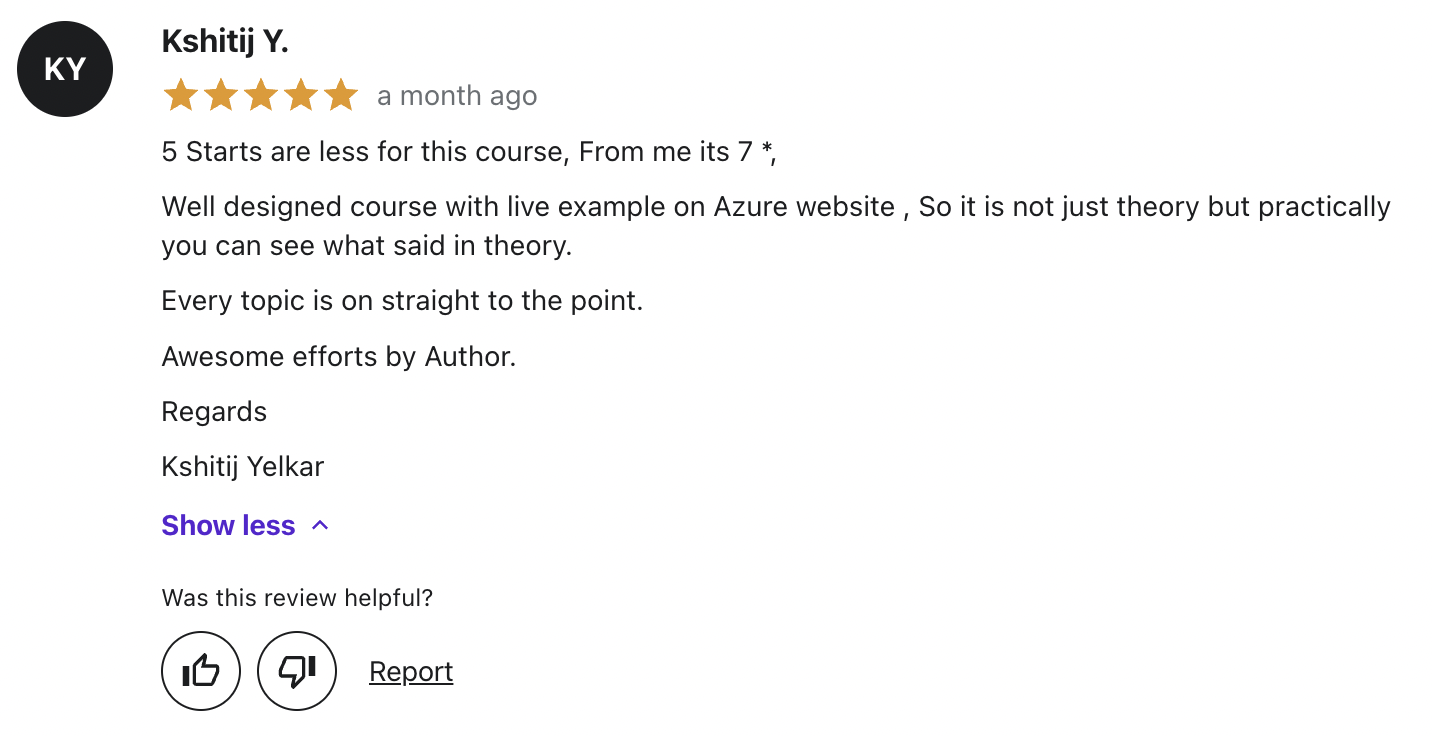 KY
Kshitij Y.
a month ago
5 Starts are less for this course, From me its 7 *,
Well designed course with live example on Azure website , So it is not just theory but practically
you can see what said in theory.
Every topic is on straight to the point.
Awesome efforts by Author.
Regards
Kshitij Yelkar
Show less
Was this review helpful?
Report